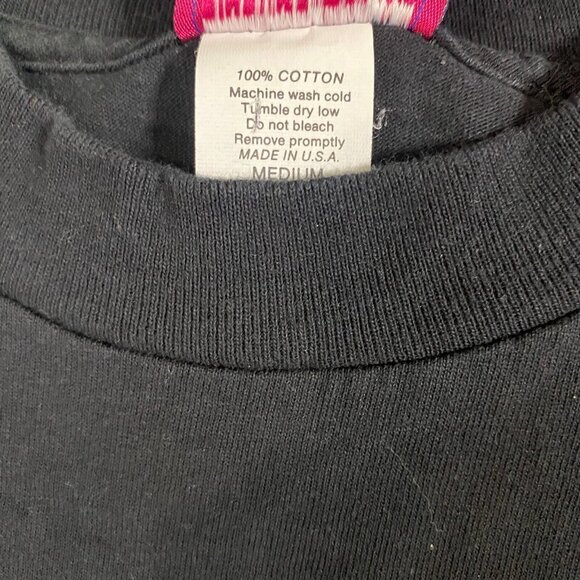 100% COTTON
Machine wash cold
Tumble dry low
Do not bleach
Remove promptly
MADE IN U.S.A.
MEDIUM